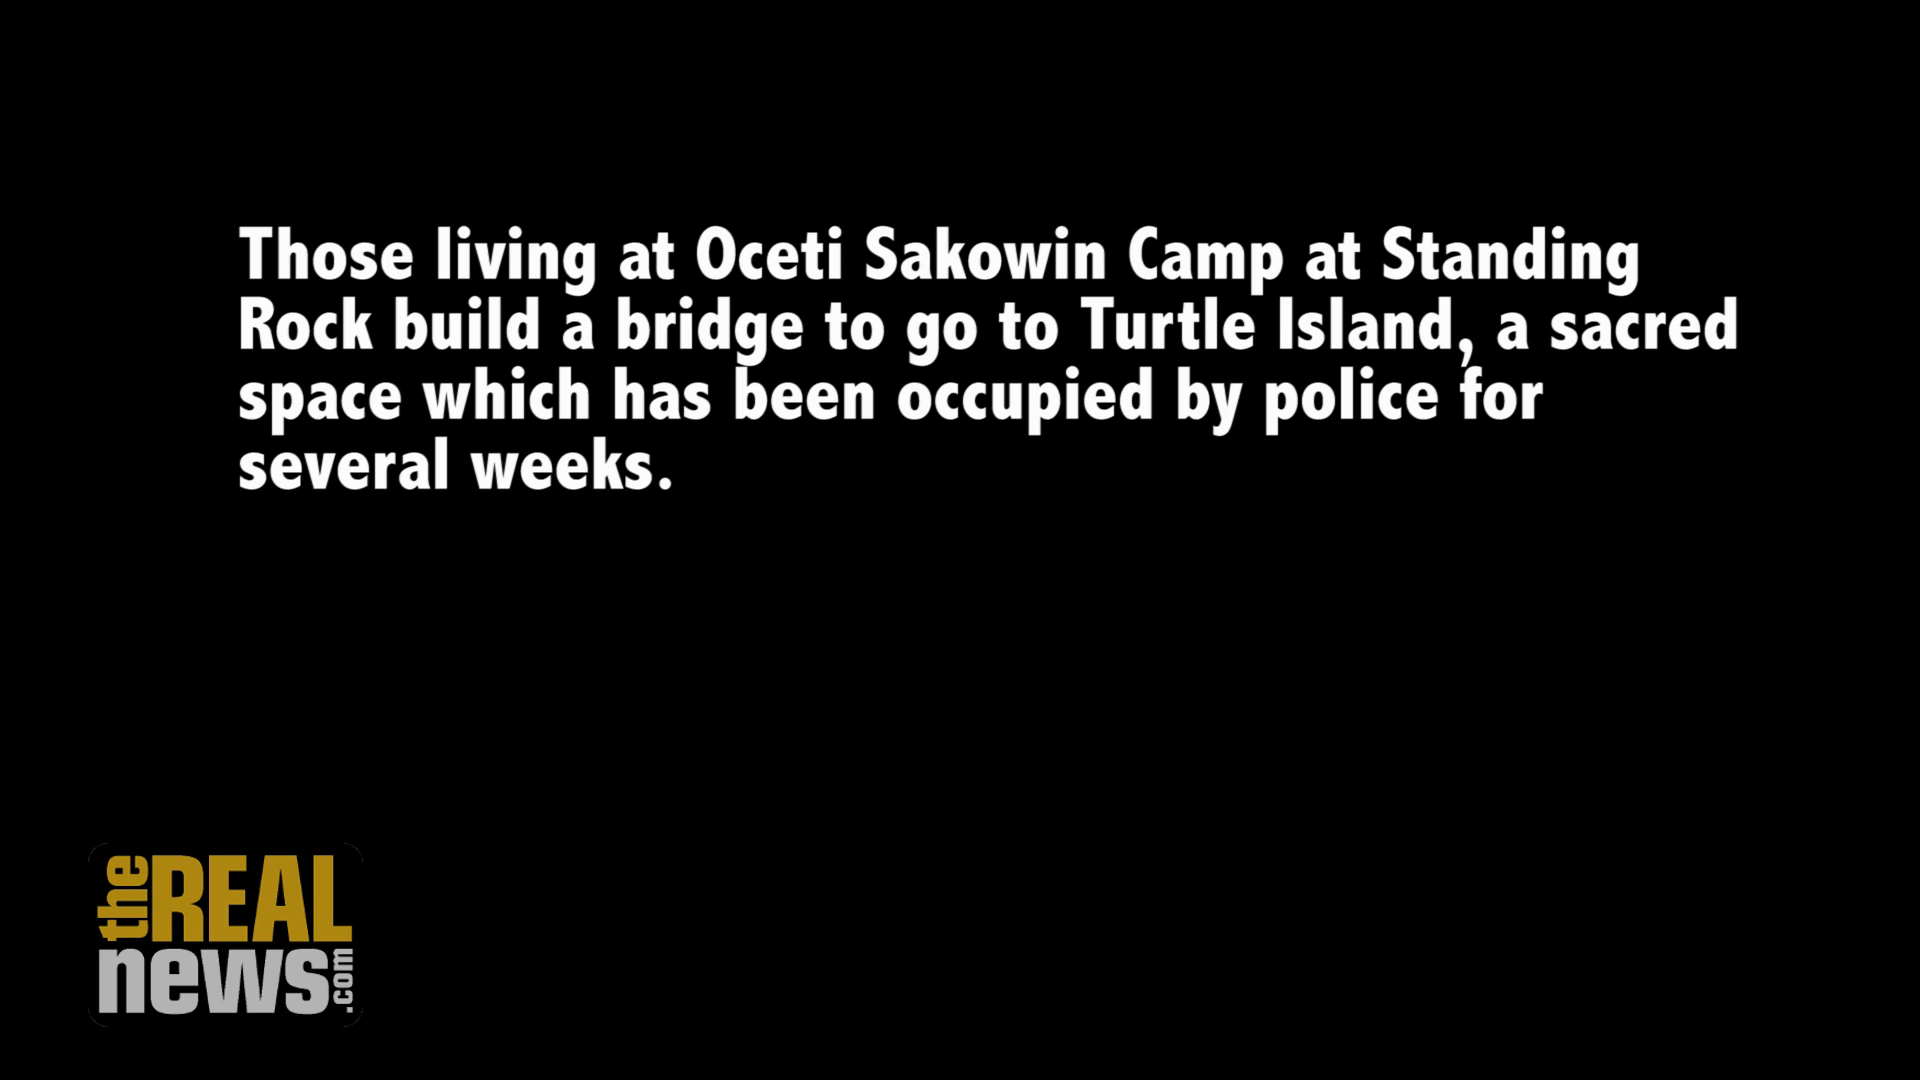 Those living at Oceti Sakowin Camp at Standing
Rock build a bridge to go to Turtle Island, a sacred
space which has been occupied by police for
several weeks.
the REAL
news.com